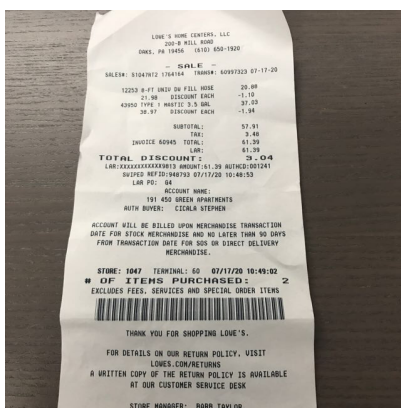 LOWE'S HOME CENTERS, LLC
200-B MILL ROAD
OAKS, PA 19456 (610) 650-1920
- SALE -
SALES#: S1047NT2 1764164 TRANS#: 60997323 07-17-20
12252 8-FT UNIV DW FILL HOSE 20.88
21.98 DISCOUNT EACH -1.10
43950 TYPE 1 MASTIC 3.5 GAL 37.03
38.97 DISCOUNT EACH -1.94
SUBTOTAL: 57.91
TAX: 3.48
INVOICE 60945 TOTAL: 61.39
LAR: 61.39
TOTAL DISCOUNT: 3.04
LAR:XXXXXXXXXXXX9813 AMOUNT:61.39 AUTHCD:001241
SWIPED REFID:948793 07/17/20 10:48:53
LAR PO: G4
ACCOUNT NAME:
191 450 GREEN APARTMENTS
AUTH BUYER: CICALA STEPHEN
ACCOUNT WILL BE BILLED UPON MERCHANDISE TRANSACTION
DATE FOR STOCK MERCHANDISE AND NO LATER THAN 90 DAYS
FROM TRANSACTION DATE FOR SOS OR DIRECT DELIVERY
MERCHANDISE.
STORE: 1047 TERMINAL: 60 07/17/20 10:49:02
# OF ITEMS PURCHASED: 2
EXCLUDES FEES, SERVICES AND SPECIAL ORDER ITEMS
THANK YOU FOR SHOPPING LOWE'S.
FOR DETAILS ON OUR RETURN POLICY, VISIT
LOWES.COM/RETURNS
A WRITTEN COPY OF THE RETURN POLICY IS AVAILABLE
AT OUR CUSTOMER SERVICE DESK
STORE MANAGER: BARB TAYLOR